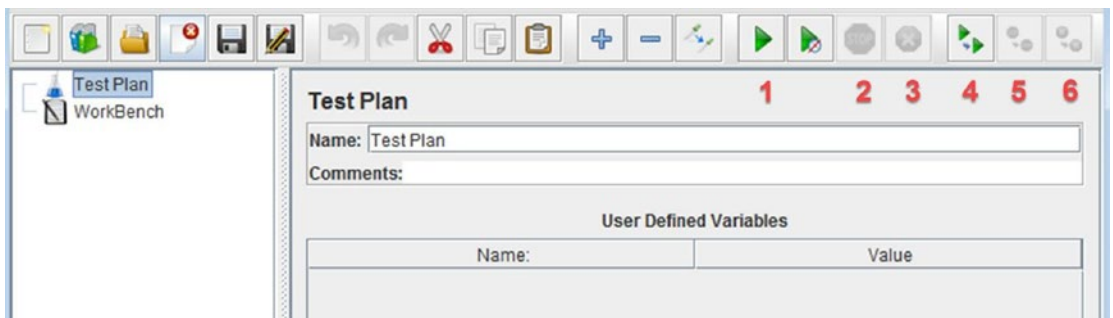 STOP
1 2 3 4 5 6
Test Plan
WorkBench
Test Plan
Name: Test Plan
Comments:
User Defined Variables
Name: Value